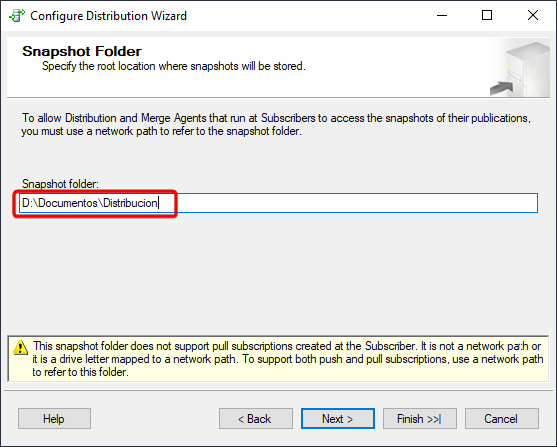 Configure Distribution Wizard
Snapshot Folder
Specify the root location where snapshots will be stored.
To allow Distribution and Merge Agents that run at Subscribers to access the snapshots of their publications,
you must use a network path to refer to the snapshot folder.
Snapshot folder:
D:\Documentos\Distribucion
This snapshot folder does not support pull subscriptions created at the Subscriber. It is not a network path or
it is a drive letter mapped to a network path. To support both push and pull subscriptions, use a network path
to refer to this folder.
Help
< Back
Next >
Finish >>|
Cancel